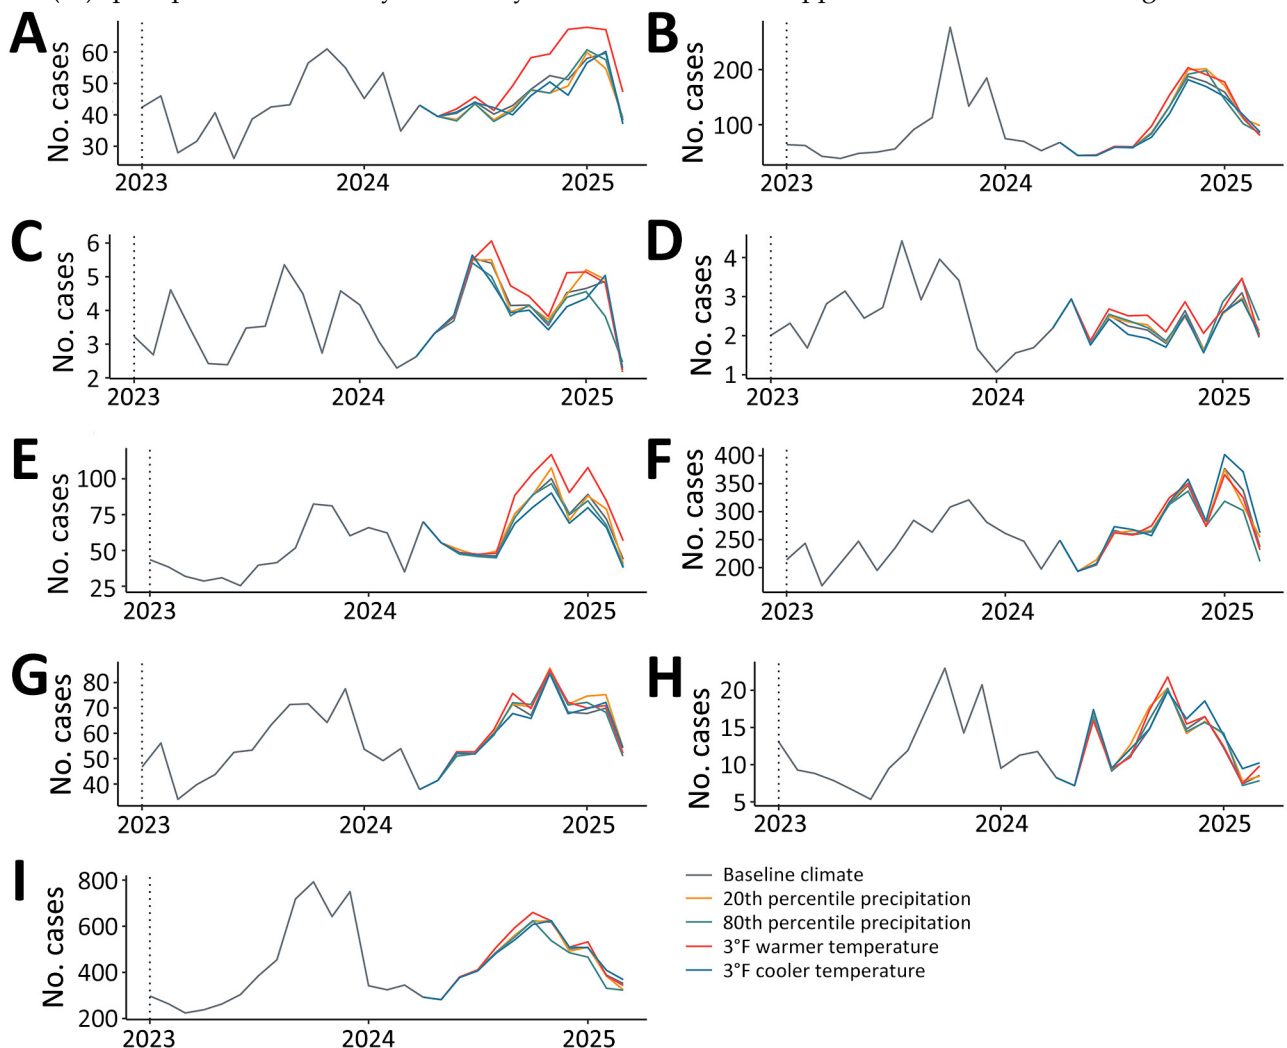 A
No. cases
60
50
40
30
2023
2024
2025
B
No. cases
200
100
2023
2024
2025
C
No. cases
6
5
4
3
2
2023
2024
2025
D
No. cases
4
3
2
1
2023
2024
2025
E
No. cases
100
75
50
25
2023
2024
2025
F
No. cases
400
350
300
250
200
2023
2024
2025
G
No. cases
80
70
60
50
40
2023
2024
2025
H
No. cases
20
15
10
5
2023
2024
2025
I
No. cases
800
600
400
200
2023
2024
2025
Baseline climate
20th percentile precipitation
80th percentile precipitation
3°F warmer temperature
3°F cooler temperature